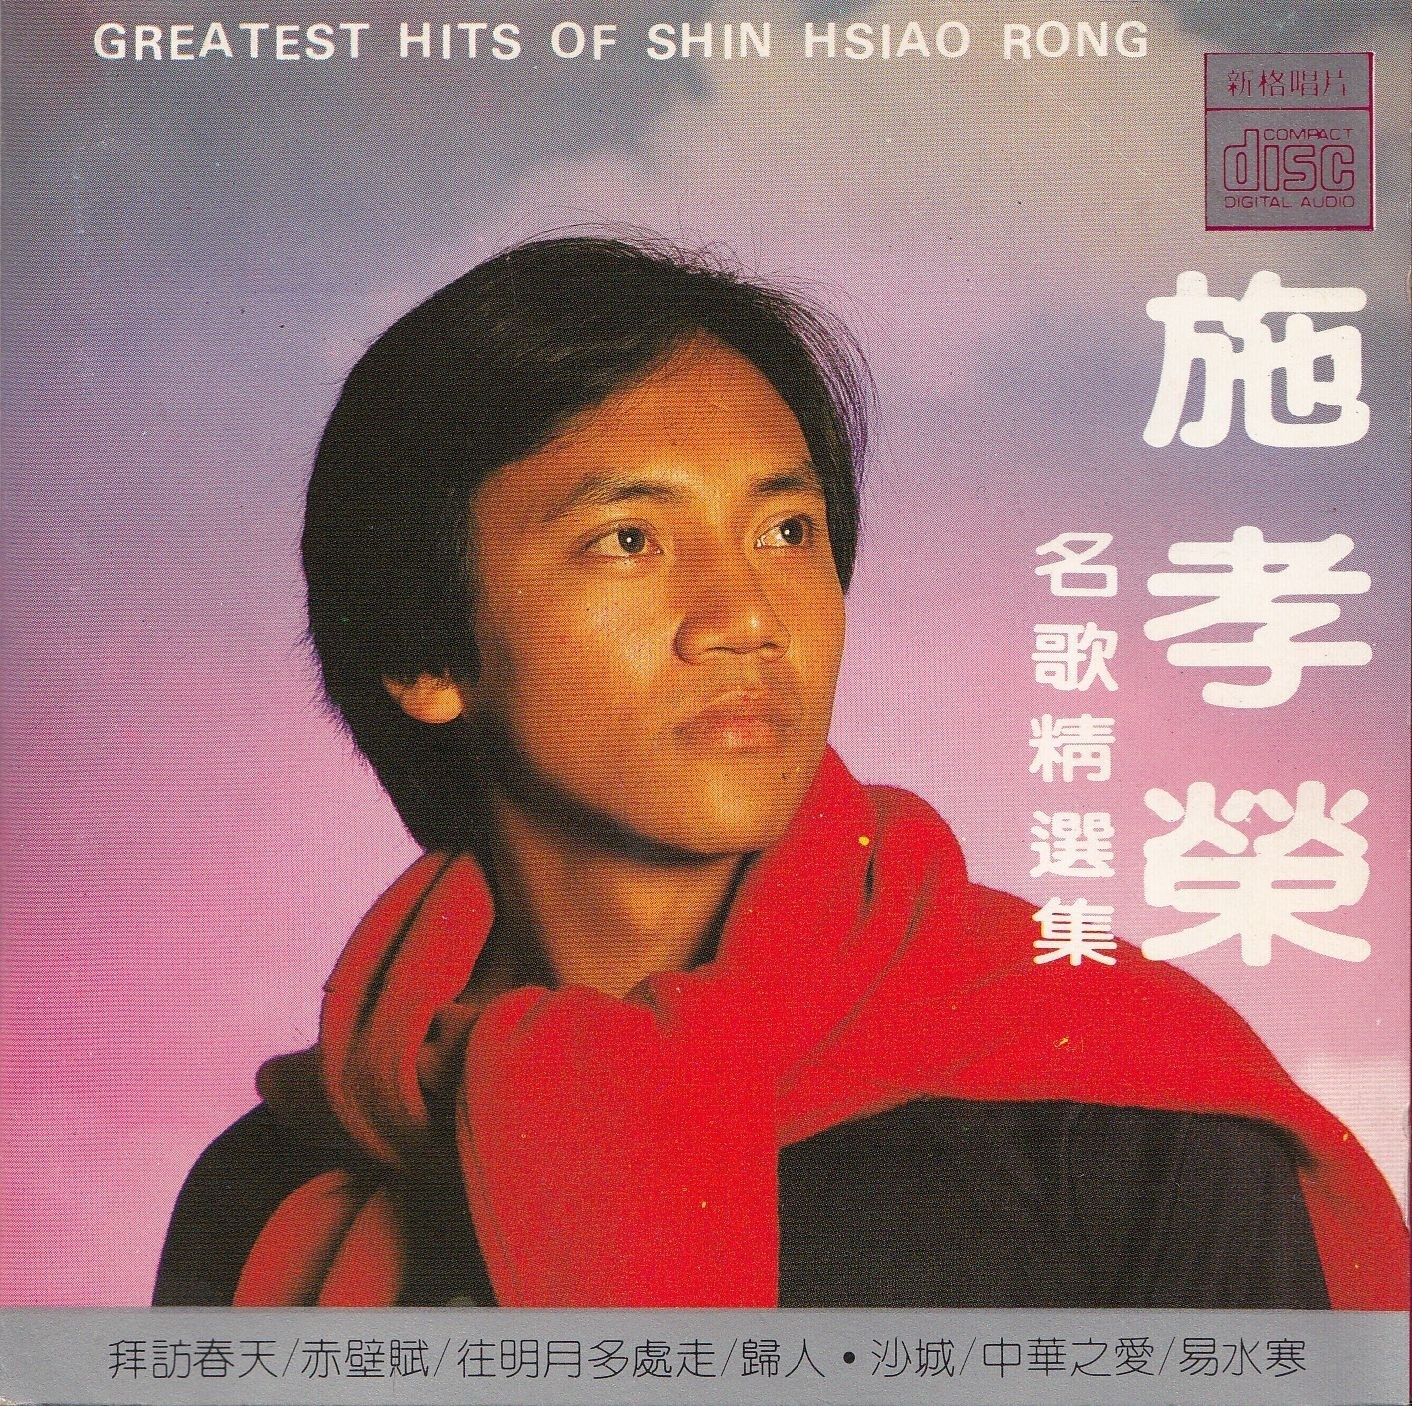 GREATEST HITS OF SHIN HSIAO RONG
新格唱片
COMPACT
disc
DIGITAL AUDIO
施孝榮
名歌精選集
拜訪春天/赤壁賦/往明月多處走/歸人•沙城/中華之愛/易水寒